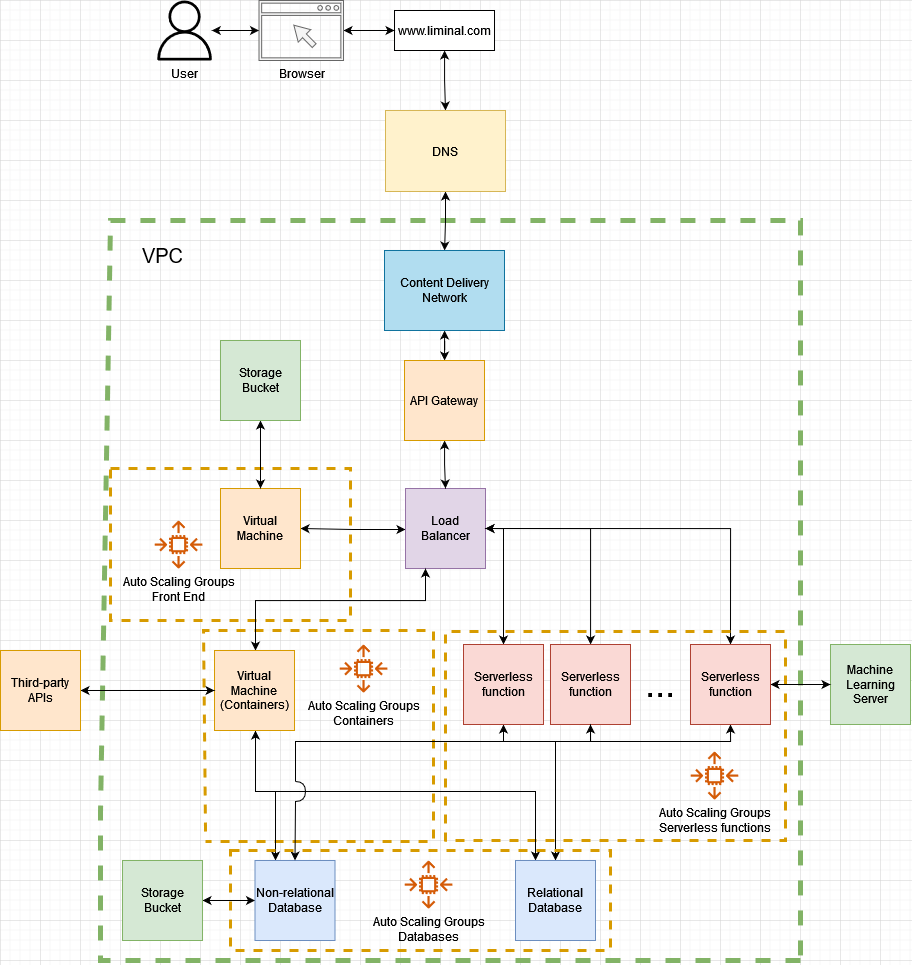 www.liminal.com
User
Browser
DNS
VPC
Content Delivery
Network
Storage
Bucket
API Gateway
Virtual
Machine
Load
Balancer
Auto Scaling Groups
Front End
Third-party
APIs
Virtual
Machine
(Containers)
Auto Scaling Groups
Containers
Serverless
function
Serverless
function
...
Serverless
function
Machine
Learning
Server
Auto Scaling Groups
Serverless functions
Storage
Bucket
Non-relational
Database
Auto Scaling Groups
Databases
Relational
Database